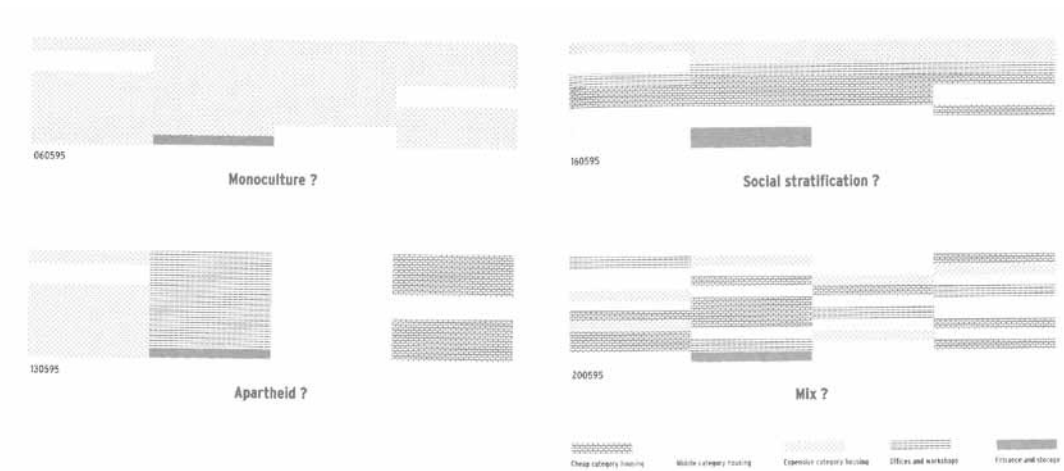 060595
Monoculture ?
160595
Social stratification ?
130595
Apartheid ?
200595
Mix ?
Cheap category housing
Middle category housing
Expensive category housing
Offices and workshops
Entrance and storage